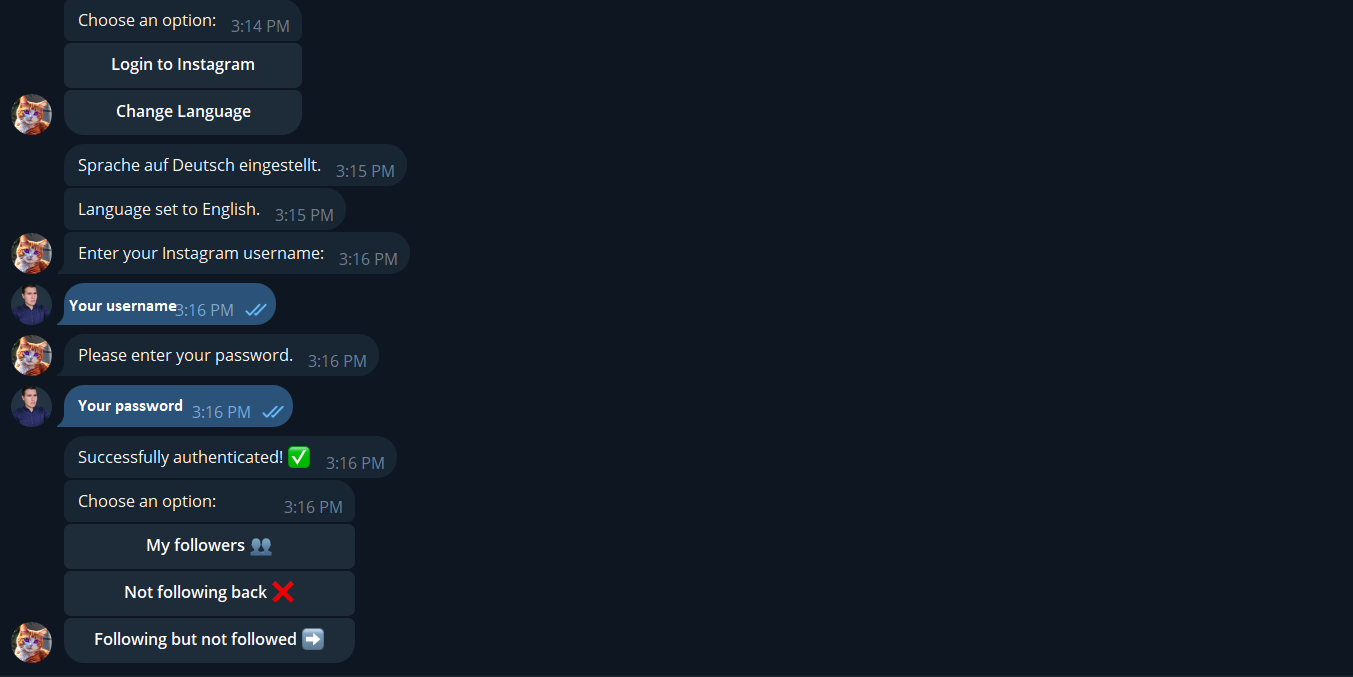 Choose an option: 3:14 PM
Login to Instagram
Change Language
Sprache auf Deutsch eingestellt. 3:15 PM
Language set to English. 3:15 PM
Enter your Instagram username: 3:16 PM
Your username 3:16 PM
Please enter your password. 3:16 PM
Your password 3:16 PM
Successfully authenticated! ✅ 3:16 PM
Choose an option: 3:16 PM
My followers 👥
Not following back ❌
Following but not followed ➡️